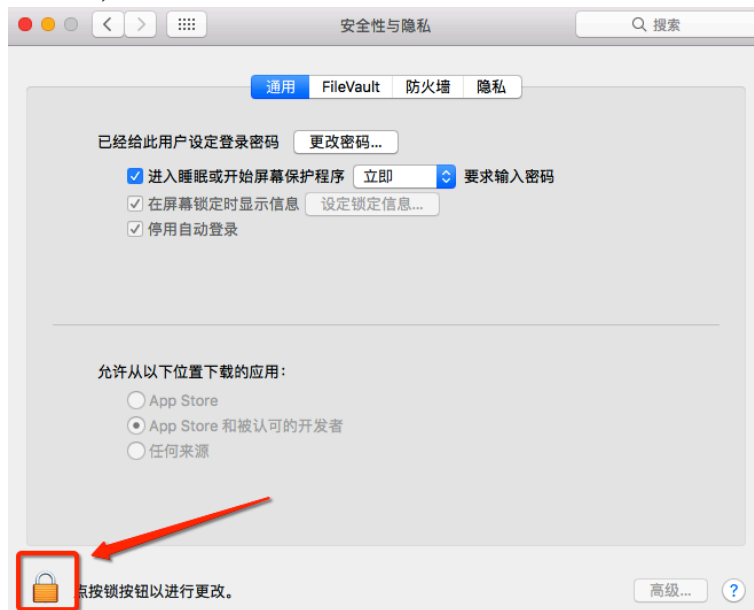 安全性与隐私
搜索
通用 FileVault 防火墙 隐私
已经给此用户设定登录密码 更改密码...
进入睡眠或开始屏幕保护程序 立即 要求输入密码
在屏幕锁定时显示信息 设定锁定信息...
停用自动登录
允许从以下位置下载的应用：
App Store
App Store 和被认可的开发者
任何来源
点按锁按钮以进行更改。
高级... ?